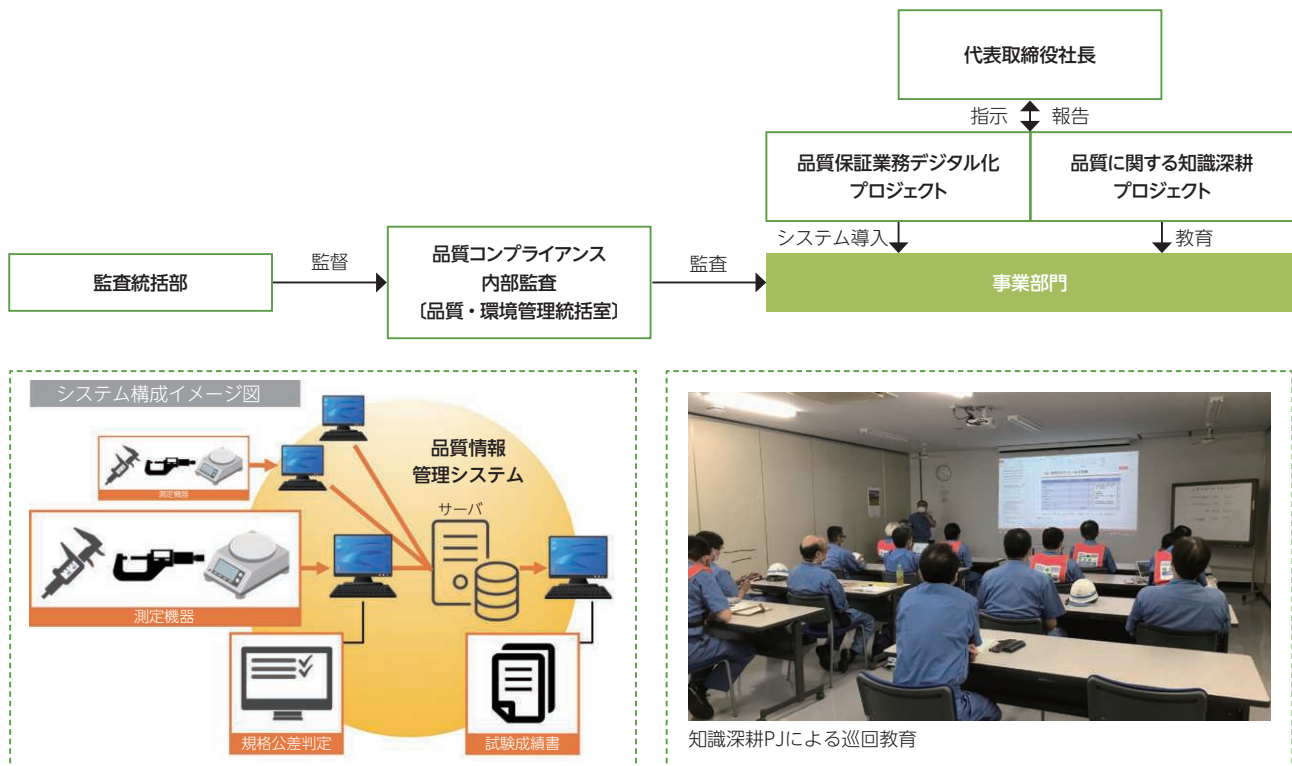 代表取締役社長
指示
報告
品質保証業務デジタル化
プロジェクト
品質に関する知識深耕
プロジェクト
システム導入
教育
監査統括部
監督
品質コンプライアンス
内部監査
〔品質・環境管理統括室〕
監査
事業部門
システム構成イメージ図
品質情報
管理システム
サーバ
測定機器
測定機器
規格公差判定
試験成績書
知識深耕PJによる巡回教育